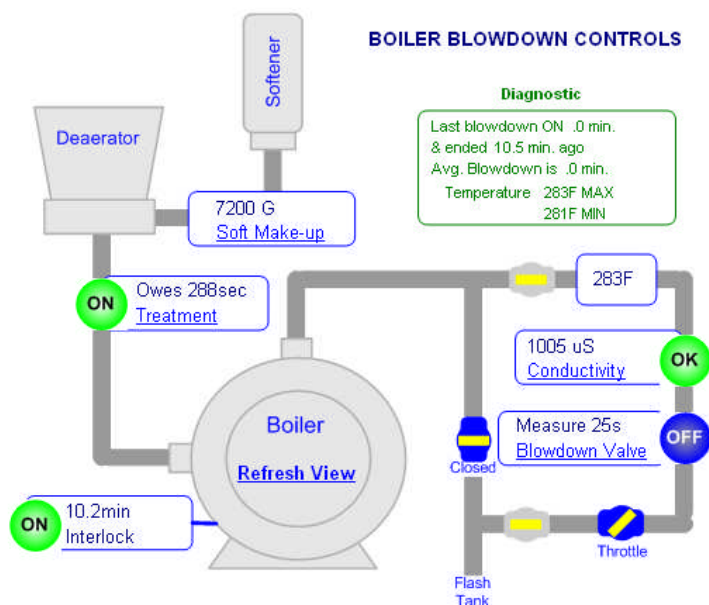 BOILER BLOWDOWN CONTROLS
Softener
Diagnostic
Last blowdown ON .0 min.
& ended 10.5 min. ago
Avg. Blowdown is .0 min.
Temperature 283F MAX
281F MIN
Deaerator
7200 G
Soft Make-up
ON
Owes 288sec
Treatment
283F
1005 uS
Conductivity
OK
Boiler
Refresh View
Measure 25s
Blowdown Valve
OFF
Closed
ON
10.2min
Interlock
Throttle
Flash
Tank